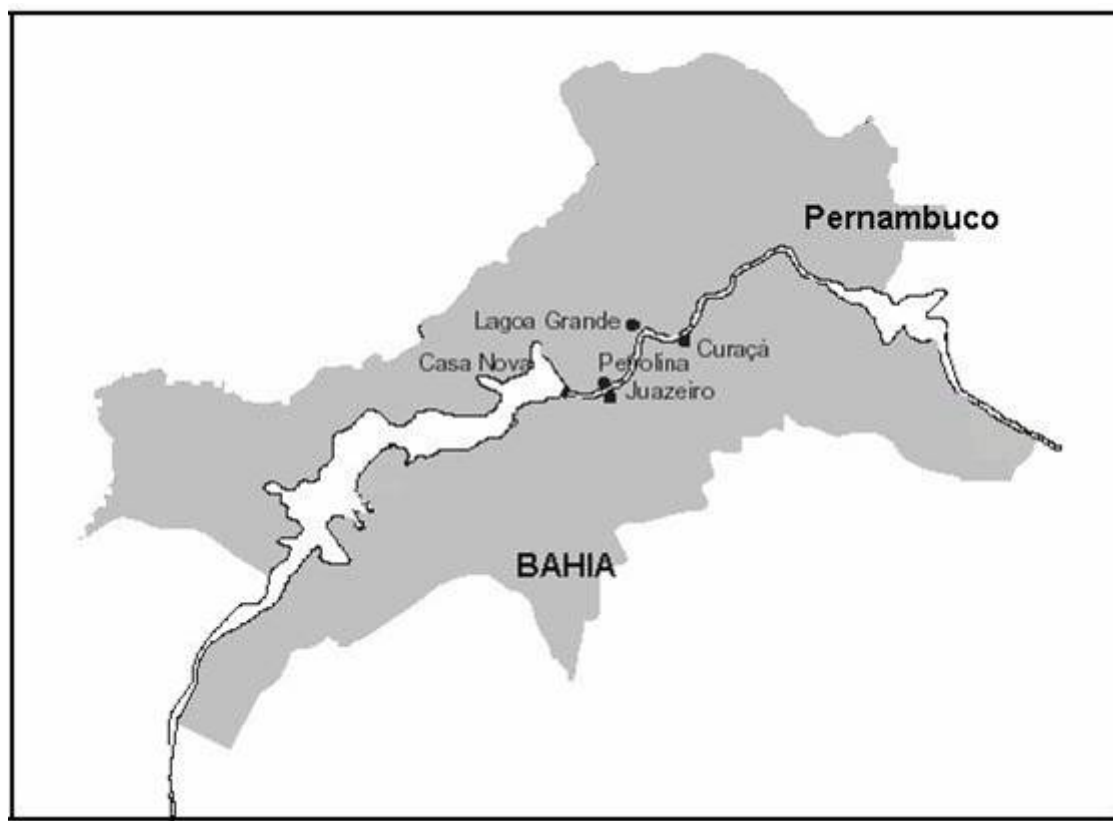 Pernambuco
Lagoa Grande
Curaçá
Casa Nova
Petrolina
Juazeiro
BAHIA